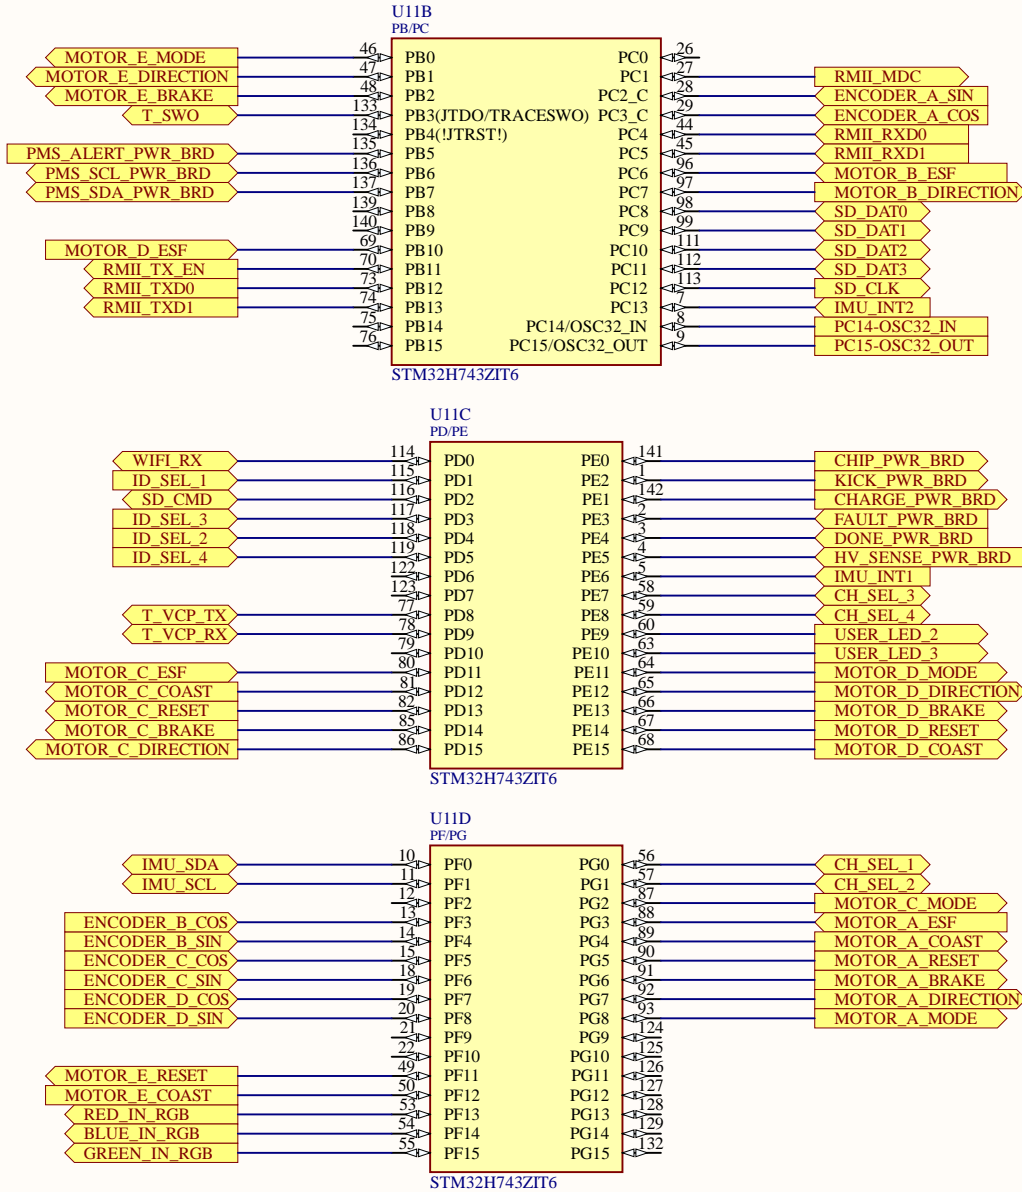 U11B
PB/PC
MOTOR_E_MODE 46 PB0 PC0 26
MOTOR_E_DIRECTION 47 PB1 PC1 27 RMII_MDC
MOTOR_E_BRAKE 48 PB2 PC2_C 28 ENCODER_A_SIN
T_SWO 133 PB3(JTDO/TRACESWO) PC3_C 29 ENCODER_A_COS
134 PB4(!JTRST!) PC4 44 RMII_RXD0
PMS_ALERT_PWR_BRD 135 PB5 PC5 45 RMII_RXD1
PMS_SCL_PWR_BRD 136 PB6 PC6 96 MOTOR_B_ESF
PMS_SDA_PWR_BRD 137 PB7 PC7 97 MOTOR_B_DIRECTION
139 PB8 PC8 98 SD_DAT0
140 PB9 PC9 99 SD_DAT1
MOTOR_D_ESF 69 PB10 PC10 111 SD_DAT2
RMII_TX_EN 70 PB11 PC11 112 SD_DAT3
RMII_TXD0 73 PB12 PC12 113 SD_CLK
RMII_TXD1 74 PB13 PC13 7 IMU_INT2
75 PB14 PC14/OSC32_IN 8 PC14-OSC32_IN
76 PB15 PC15/OSC32_OUT 9 PC15-OSC32_OUT
STM32H743ZIT6
U11C
PD/PE
WIFI_RX 114 PD0 PE0 141 CHIP_PWR_BRD
ID_SEL_1 115 PD1 PE2 1 KICK_PWR_BRD
SD_CMD 116 PD2 PE1 142 CHARGE_PWR_BRD
ID_SEL_3 117 PD3 PE3 2 FAULT_PWR_BRD
ID_SEL_2 118 PD4 PE4 3 DONE_PWR_BRD
ID_SEL_4 119 PD5 PE5 4 HV_SENSE_PWR_BRD
122 PD6 PE6 5 IMU_INT1
123 PD7 PE7 58 CH_SEL_3
T_VCP_TX 77 PD8 PE8 59 CH_SEL_4
T_VCP_RX 78 PD9 PE9 60 USER_LED_2
79 PD10 PE10 63 USER_LED_3
MOTOR_C_ESF 80 PD11 PE11 64 MOTOR_D_MODE
MOTOR_C_COAST 81 PD12 PE12 65 MOTOR_D_DIRECTION
MOTOR_C_RESET 82 PD13 PE13 66 MOTOR_D_BRAKE
MOTOR_C_BRAKE 85 PD14 PE14 67 MOTOR_D_RESET
MOTOR_C_DIRECTION 86 PD15 PE15 68 MOTOR_D_COAST
STM32H743ZIT6
U11D
PF/PG
IMU_SDA 10 PF0 PG0 56 CH_SEL_1
IMU_SCL 11 PF1 PG1 57 CH_SEL_2
12 PF2 PG2 87 MOTOR_C_MODE
ENCODER_B_COS 13 PF3 PG3 88 MOTOR_A_ESF
ENCODER_B_SIN 14 PF4 PG4 89 MOTOR_A_COAST
ENCODER_C_COS 15 PF5 PG5 90 MOTOR_A_RESET
ENCODER_C_SIN 18 PF6 PG6 91 MOTOR_A_BRAKE
ENCODER_D_COS 19 PF7 PG7 92 MOTOR_A_DIRECTION
ENCODER_D_SIN 20 PF8 PG8 93 MOTOR_A_MODE
21 PF9 PG9 124
22 PF10 PG10 125
MOTOR_E_RESET 49 PF11 PG11 126
MOTOR_E_COAST 50 PF12 PG12 127
RED_IN_RGB 53 PF13 PG13 128
BLUE_IN_RGB 54 PF14 PG14 129
GREEN_IN_RGB 55 PF15 PG15 132
STM32H743ZIT6